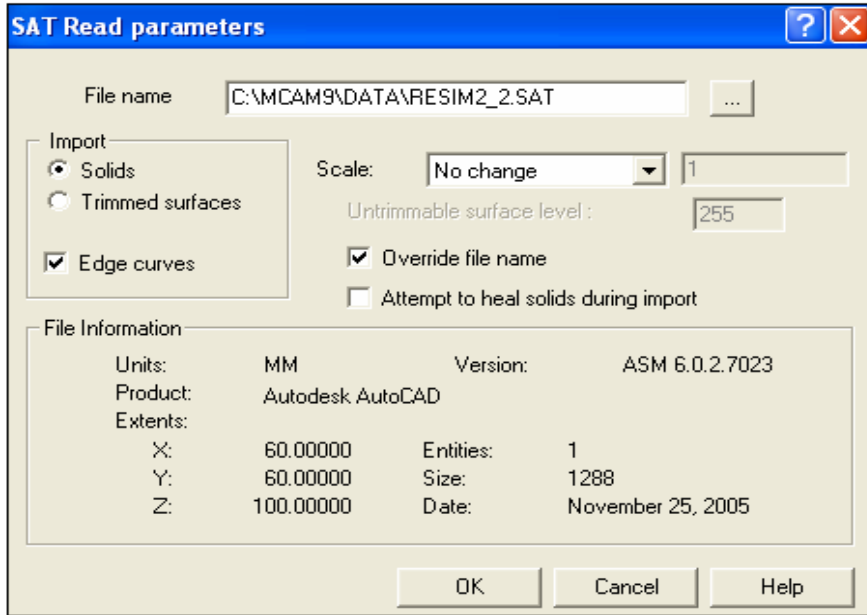 SAT Read parameters
File name C:\MCAM9\DATA\RESIM2_2.SAT ...
Import
Solids
Trimmed surfaces
Edge curves
Scale: No change 1
Untrimmable surface level : 255
Override file name
Attempt to heal solids during import
File Information
Units: MM Version: ASM 6.0.2.7023
Product: Autodesk AutoCAD
Extents:
X: 60.00000 Entities: 1
Y: 60.00000 Size: 1288
Z: 100.00000 Date: November 25, 2005
OK Cancel Help